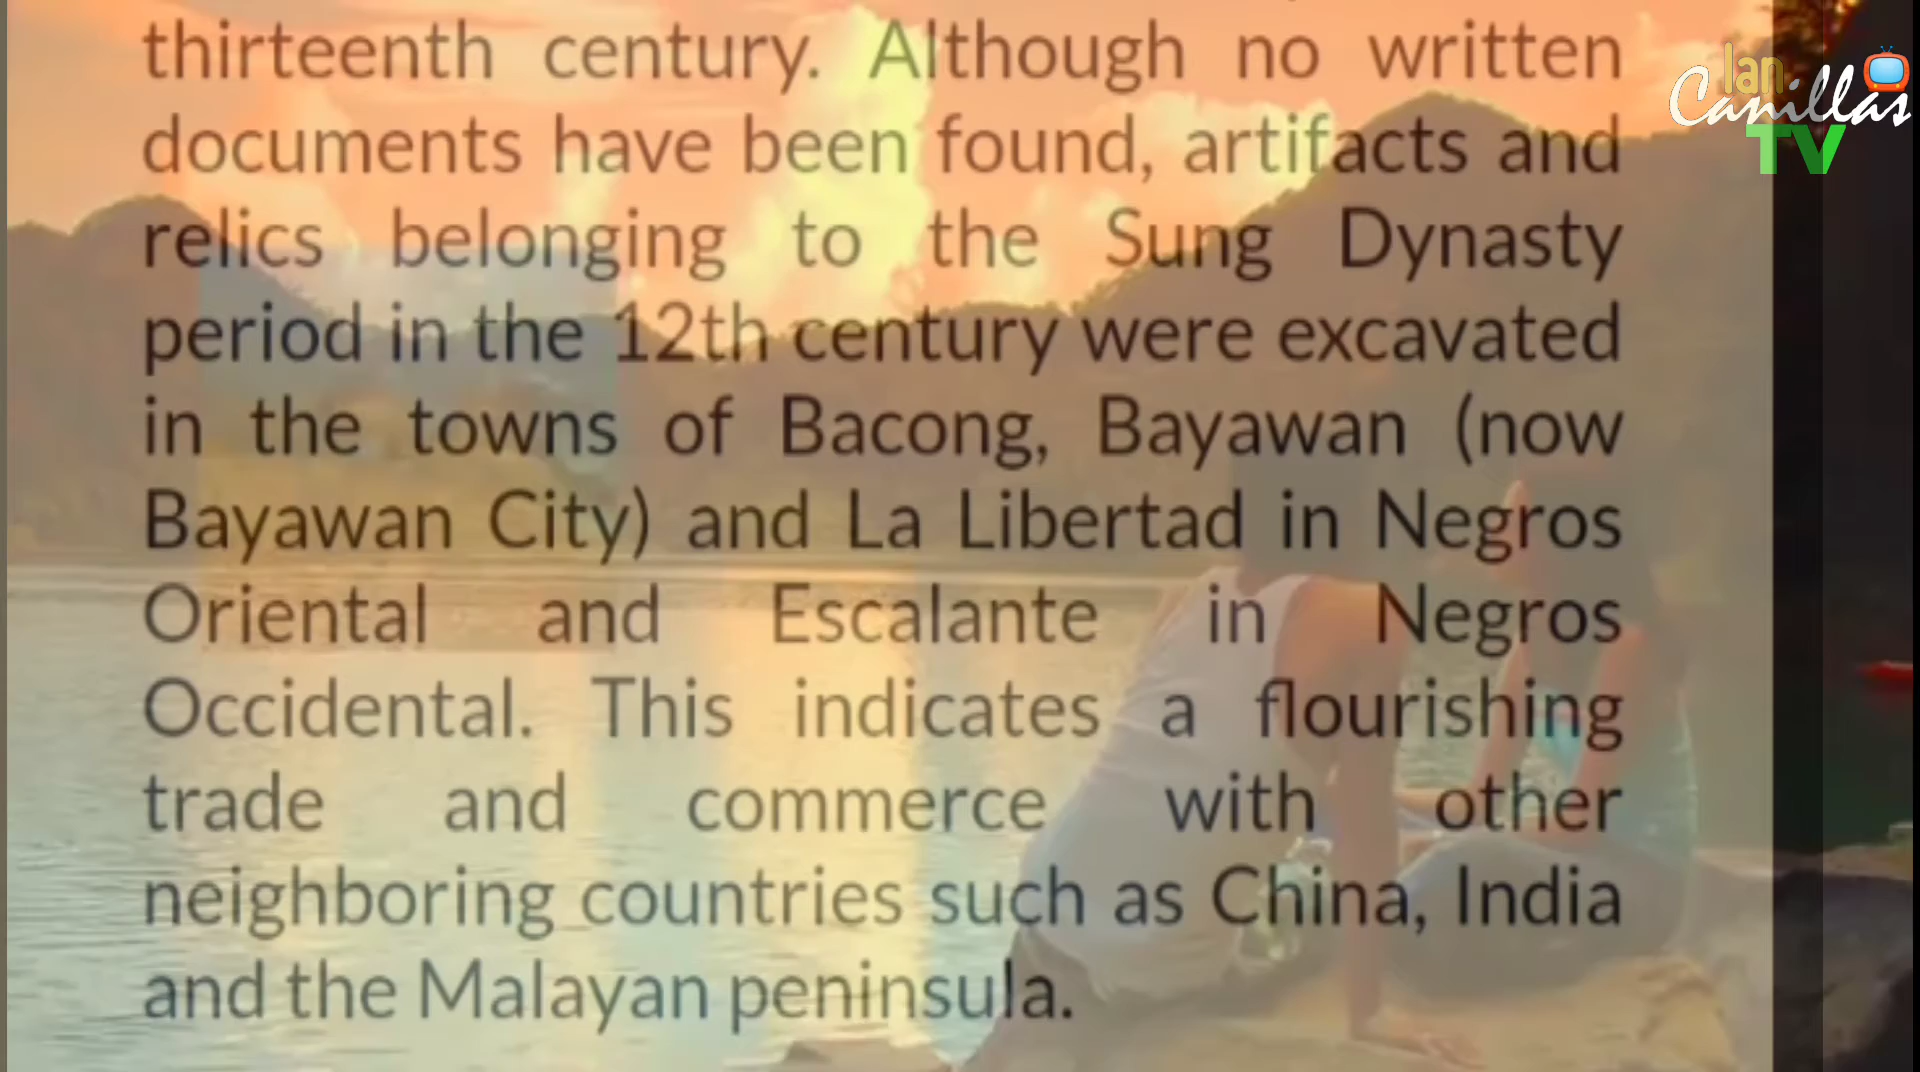 thirteenth century. Although no written
documents have been found, artifacts and
relics belonging to the Sung Dynasty
period in the 12th century were excavated
in the towns of Bacong, Bayawan (now
Bayawan City) and La Libertad in Negros
Oriental and Escalante in Negros
Occidental. This indicates a flourishing
trade and commerce with other
neighboring countries such as China, India
and the Malayan peninsula.
Ian
Canillas
TV